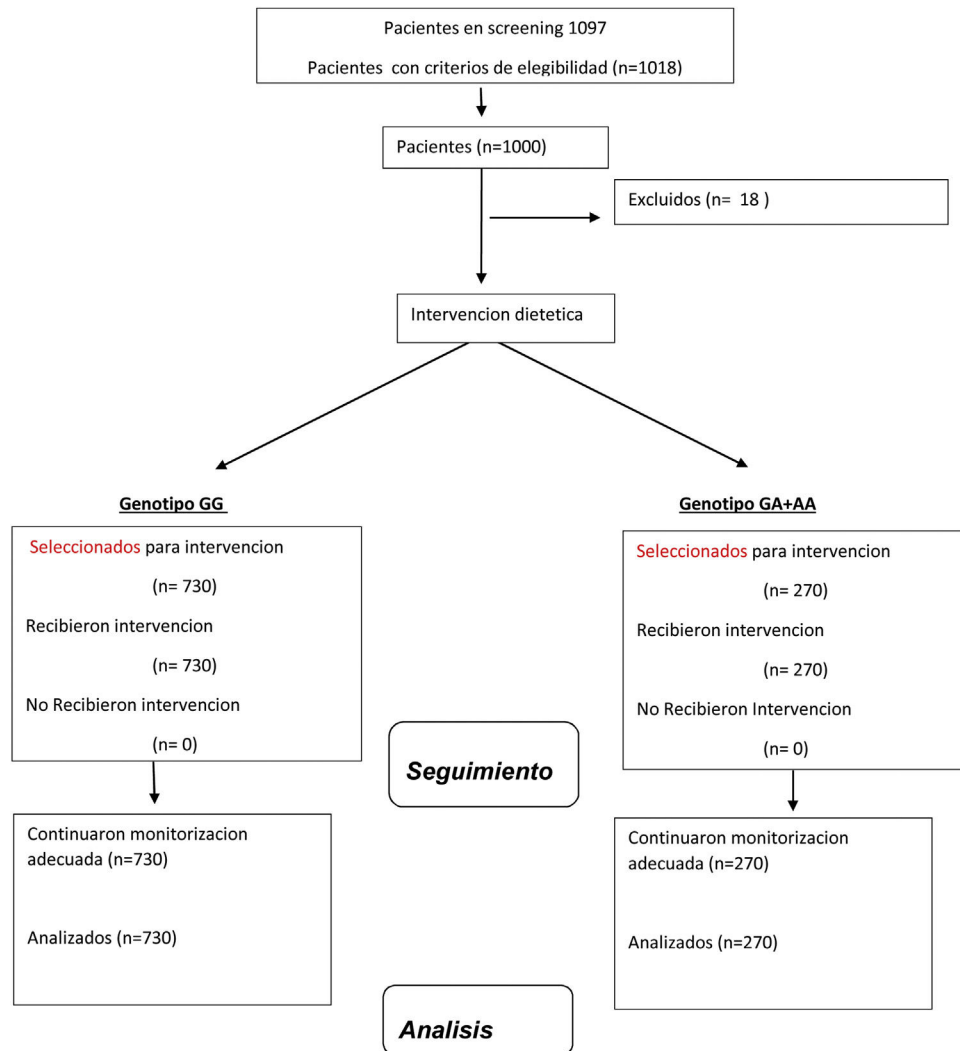 Pacientes en screening 1097
Pacientes con criterios de elegibilidad (n=1018)
Pacientes (n=1000)
Excluidos (n= 18 )
Intervencion dietetica
Genotipo GG
Seleccionados para intervencion
(n= 730)
Recibieron intervencion
(n= 730)
No Recibieron intervencion
(n= 0)
Genotipo GA+AA
Seleccionados para intervencion
(n= 270)
Recibieron intervencion
(n= 270)
No Recibieron Intervencion
(n= 0)
Seguimiento
Continuaron monitorizacion
adecuada (n=730)
Analizados (n=730)
Continuaron monitorizacion
adecuada (n=270)
Analizados (n=270)
Analisis